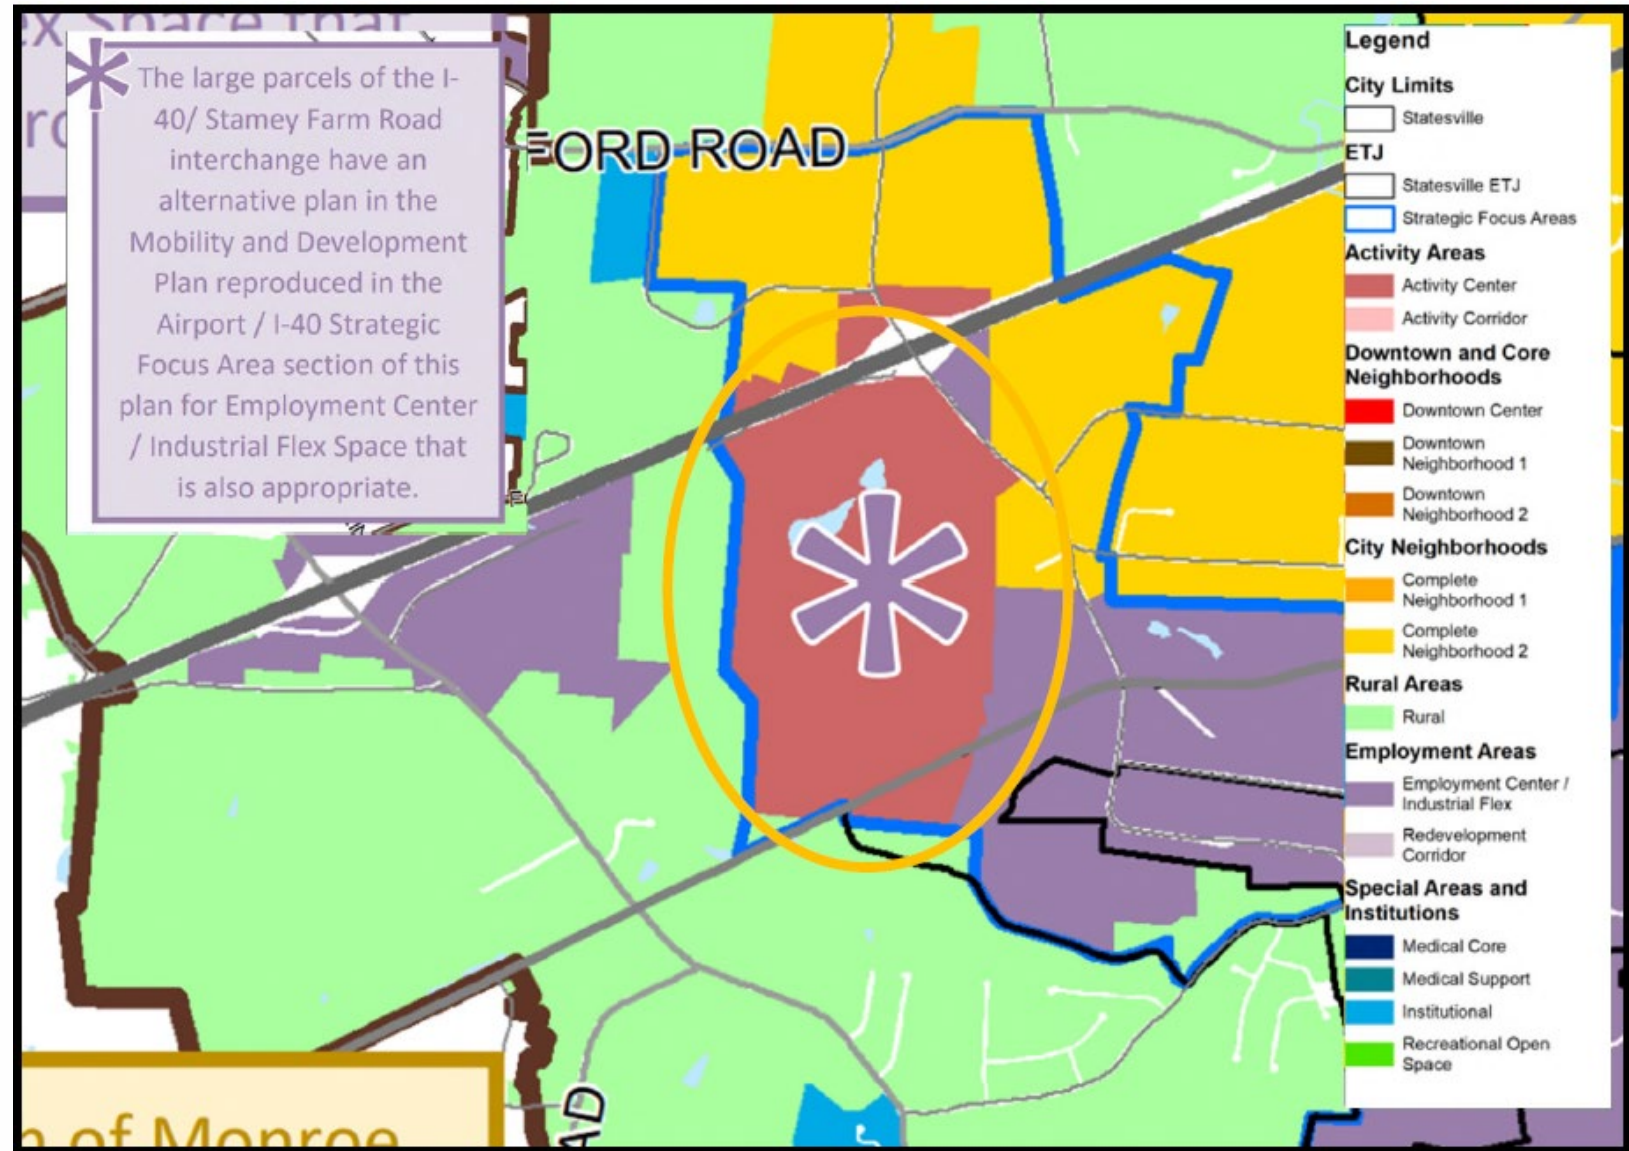 ex Space that
The large parcels of the I-
40/ Stamey Farm Road
interchange have an
alternative plan in the
Mobility and Development
Plan reproduced in the
Airport / I-40 Strategic
Focus Area section of this
plan for Employment Center
/ Industrial Flex Space that
is also appropriate.
FORD ROAD
n of Monroe
AD
Legend
City Limits
Statesville
ETJ
Statesville ETJ
Strategic Focus Areas
Activity Areas
Activity Center
Activity Corridor
Downtown and Core
Neighborhoods
Downtown Center
Downtown
Neighborhood 1
Downtown
Neighborhood 2
City Neighborhoods
Complete
Neighborhood 1
Complete
Neighborhood 2
Rural Areas
Rural
Employment Areas
Employment Center /
Industrial Flex
Redevelopment
Corridor
Special Areas and
Institutions
Medical Core
Medical Support
Institutional
Recreational Open
Space